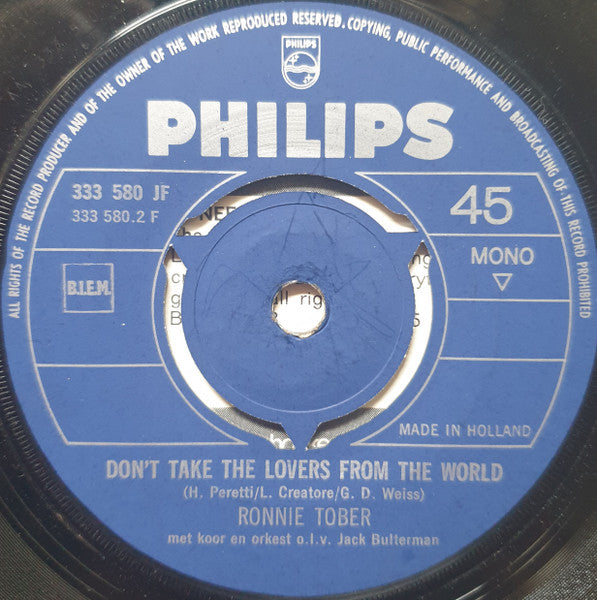 ALL RIGHTS OF THE RECORD PRODUCER AND OF THE OWNER OF THE WORK REPRODUCED RESERVED. COPYING, PUBLIC PERFORMANCE AND BROADCASTING OF THIS RECORD PROHIBITED
PHILIPS
PHILIPS
333 580 JF
333 580.2 F
45
MONO
B.I.E.M.
MADE IN HOLLAND
DON'T TAKE THE LOVERS FROM THE WORLD
(H. Peretti/L. Creatore/G. D. Weiss)
RONNIE TOBER
met koor en orkest o.l.v. Jack Bulterman